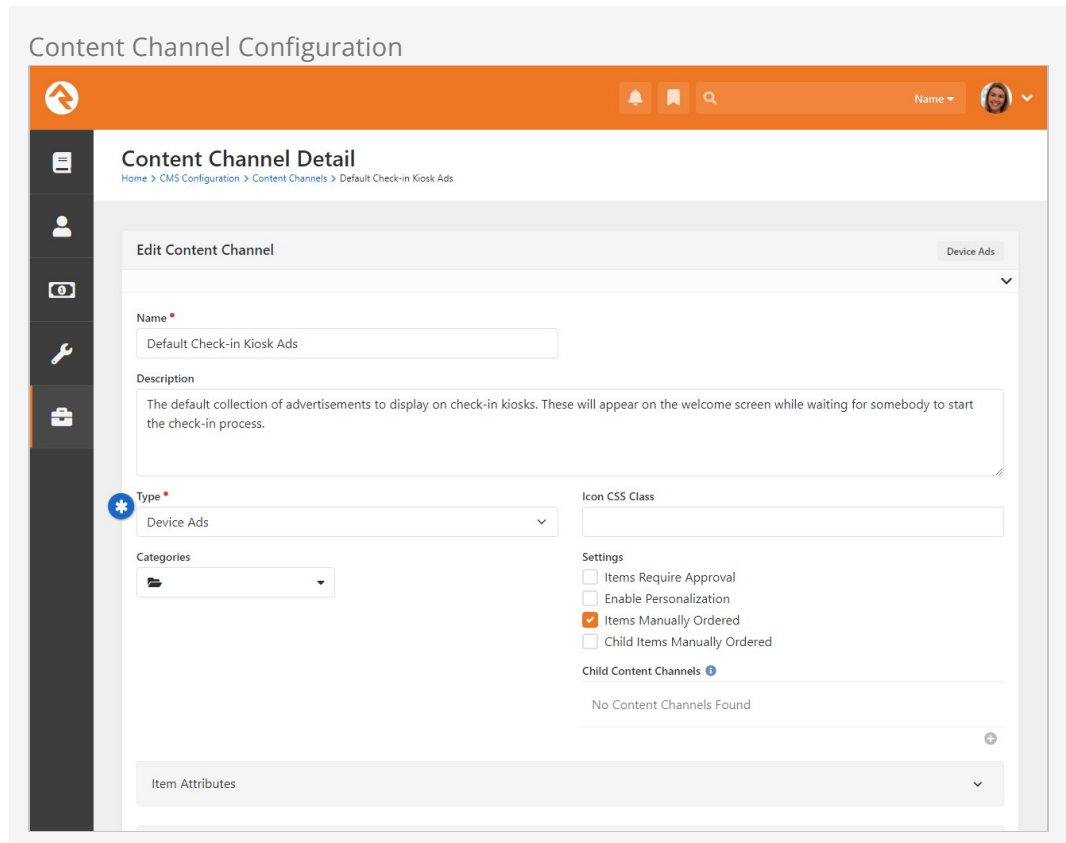 Content Channel Configuration
Name
Content Channel Detail
Home > CMS Configuration > Content Channels > Default Check-in Kiosk Ads
Edit Content Channel
Device Ads
Name
Default Check-in Kiosk Ads
Description
The default collection of advertisements to display on check-in kiosks. These will appear on the welcome screen while waiting for somebody to start
the check-in process.
Type
Icon CSS Class
Device Ads
Categories
Settings
Items Require Approval
Enable Personalization
Items Manually Ordered
Child Items Manually Ordered
Child Content Channels
No Content Channels Found
Item Attributes